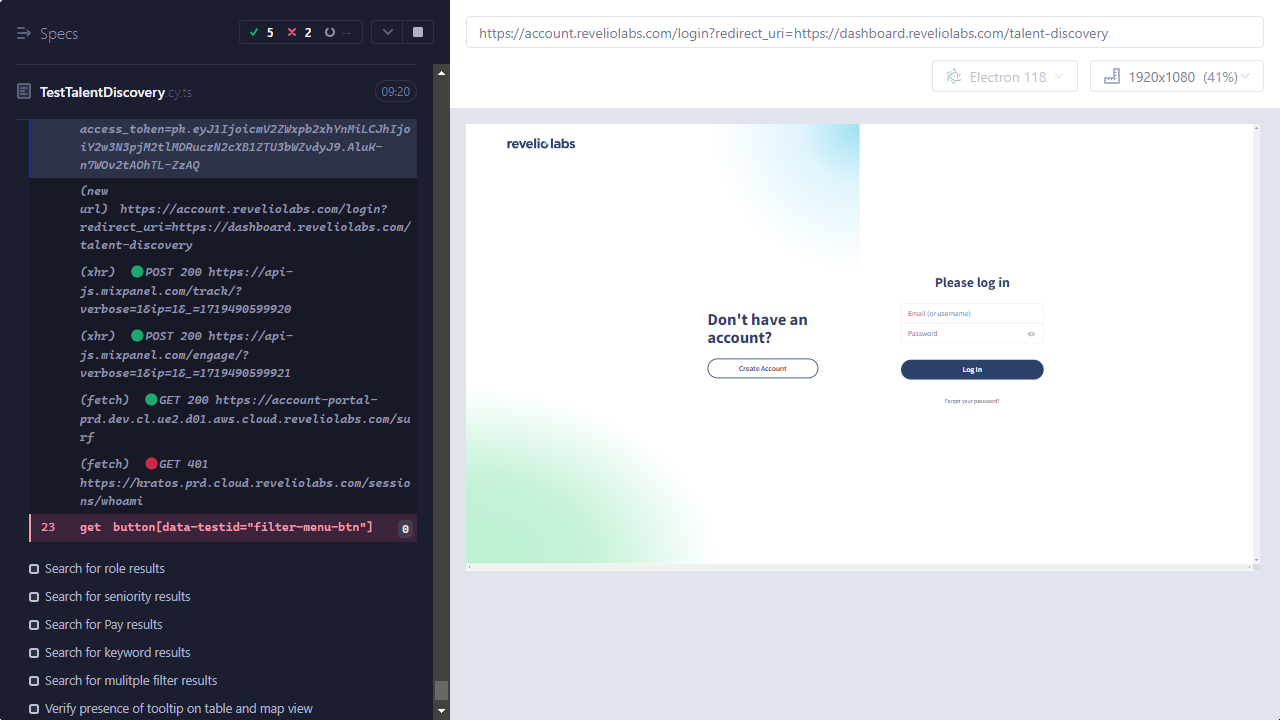 Specs
5
2
--
TestTalentDiscovery.cy.ts
09:20
access_token=pk.eyJ1IjoicmV2ZWxpb2xhYnMiLCJhIjo
iY2w3N3pjM2tlMDRuczN2cXB1ZTU3bWZvdyJ9.AluK-
n7WOv2tAOhTL-ZzAQ
(new
url) https://account.reveliolabs.com/login?
redirect_uri=https://dashboard.reveliolabs.com/
talent-discovery
(xhr) POST 200 https://api-
js.mixpanel.com/track/?
verbose=1&ip=1&_=1719490599920
(xhr) POST 200 https://api-
js.mixpanel.com/engage/?
verbose=1&ip=1&_=1719490599921
(fetch) GET 200 https://account-portal-
prd.dev.cl.ue2.d01.aws.cloud.reveliolabs.com/su
rf
(fetch) GET 401
https://kratos.prd.cloud.reveliolabs.com/sessio
ns/whoami
23 get button[data-testid="filter-menu-btn"] 0
Search for role results
Search for seniority results
Search for Pay results
Search for keyword results
Search for mulitple filter results
Verify presence of tooltip on table and map view
https://account.reveliolabs.com/login?redirect_uri=https://dashboard.reveliolabs.com/talent-discovery
Electron 118
1920x1080 (41%)
revelio labs
Don't have an
account?
Create Account
Please log in
Email (or username)
Password
Log In
Forgot your password?